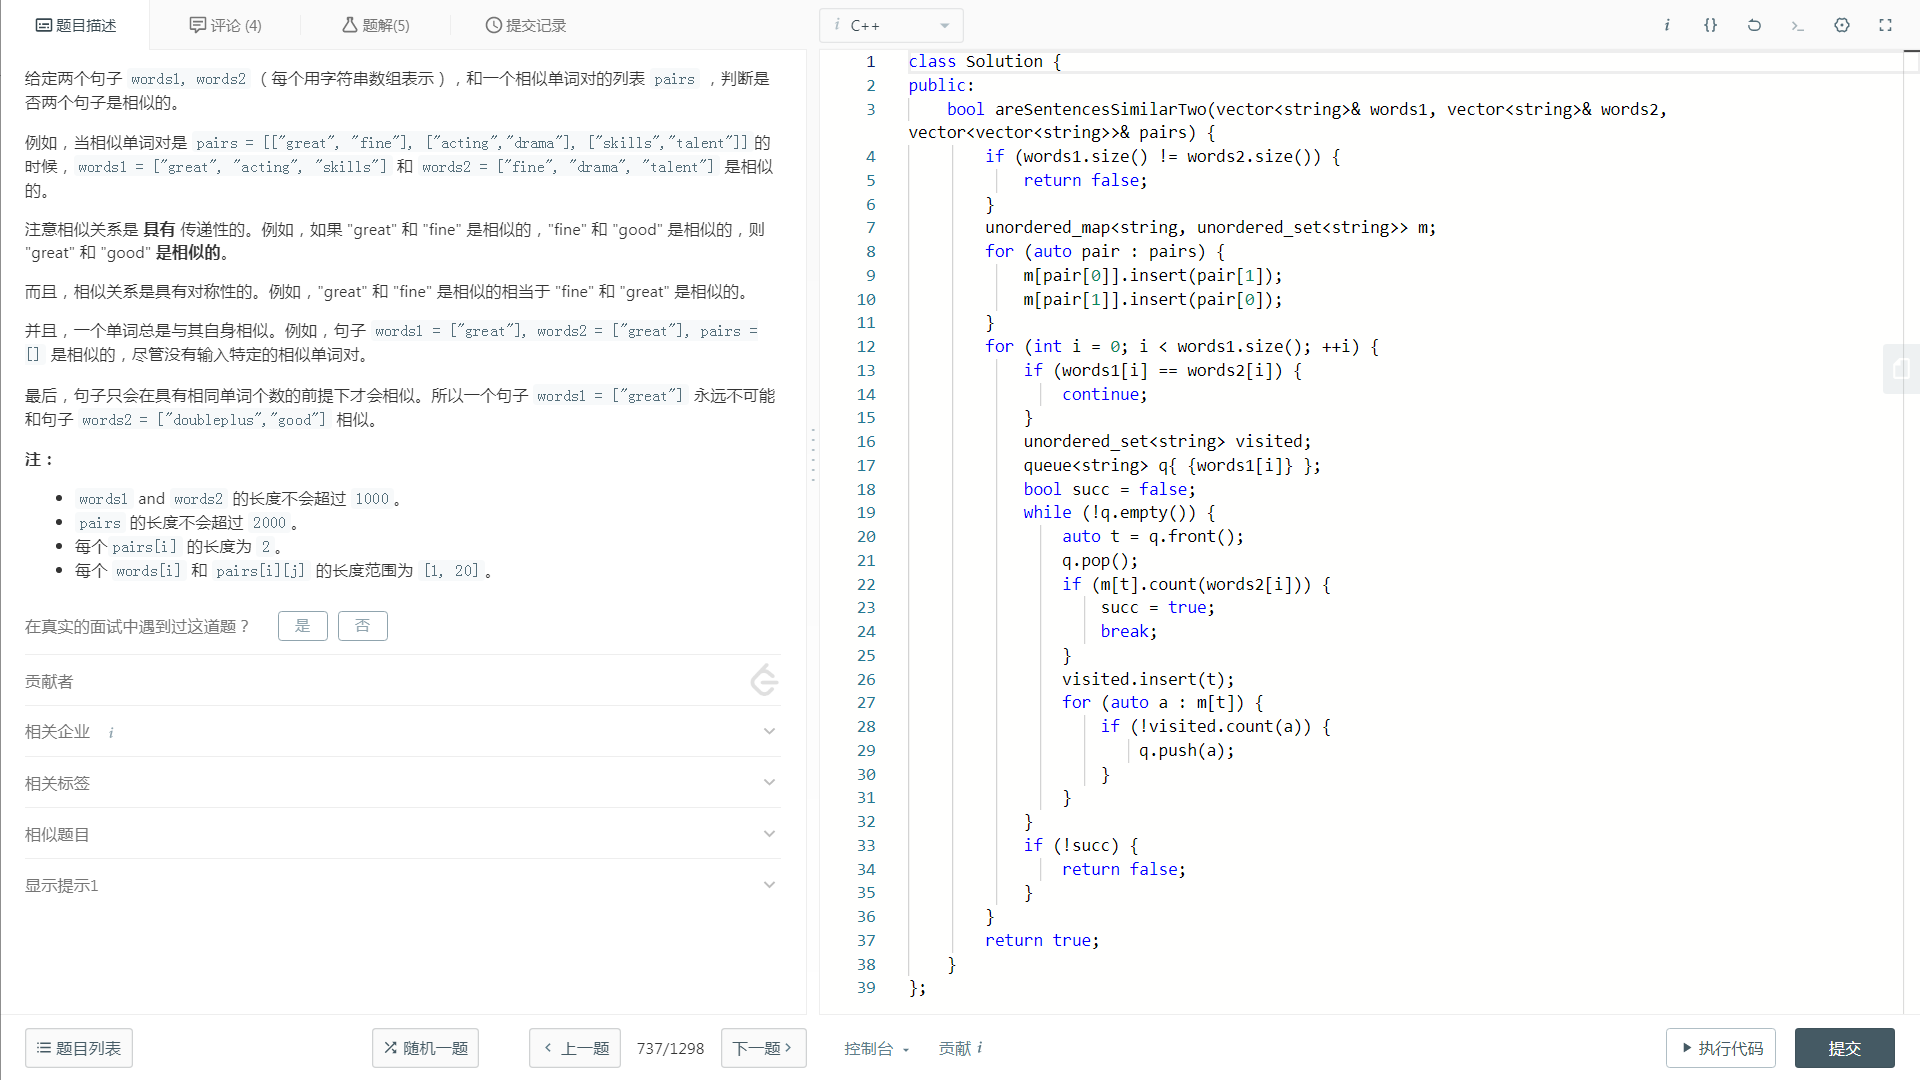 题目描述
评论 (4)
题解(5)
提交记录
i C++
i {}
给定两个句子 words1, words2 （每个用字符串数组表示），和一个相似单词对的列表 pairs ，判断是
否两个句子是相似的。
例如，当相似单词对是 pairs = [["great", "fine"], ["acting","drama"], ["skills","talent"]] 的
时候，words1 = ["great", "acting", "skills"] 和 words2 = ["fine", "drama", "talent"] 是相似
的。
注意相似关系是 具有 传递性的。例如，如果 "great" 和 "fine" 是相似的，"fine" 和 "good" 是相似的，则
"great" 和 "good" 是相似的。
而且，相似关系是具有对称性的。例如，"great" 和 "fine" 是相似的相当于 "fine" 和 "great" 是相似的。
并且，一个单词总是与其自身相似。例如，句子 words1 = ["great"], words2 = ["great"], pairs =
[] 是相似的，尽管没有输入特定的相似单词对。
最后，句子只会在具有相同单词个数的前提下才会相似。所以一个句子 words1 = ["great"] 永远不可能
和句子 words2 = ["doubleplus","good"] 相似。
注：
• words1 and words2 的长度不会超过 1000。
• pairs 的长度不会超过 2000。
• 每个 pairs[i] 的长度为 2。
• 每个 words[i] 和 pairs[i][j] 的长度范围为 [1, 20]。
在真实的面试中遇到过这道题？ 是 否
贡献者
相关企业 i
相关标签
相似题目
显示提示1
1 class Solution {
2 public:
3     bool areSentencesSimilarTwo(vector<string>& words1, vector<string>& words2,
vector<vector<string>>& pairs) {
4         if (words1.size() != words2.size()) {
5             return false;
6         }
7         unordered_map<string, unordered_set<string>> m;
8         for (auto pair : pairs) {
9             m[pair[0]].insert(pair[1]);
10             m[pair[1]].insert(pair[0]);
11         }
12         for (int i = 0; i < words1.size(); ++i) {
13             if (words1[i] == words2[i]) {
14                 continue;
15             }
16             unordered_set<string> visited;
17             queue<string> q{ {words1[i]} };
18             bool succ = false;
19             while (!q.empty()) {
20                 auto t = q.front();
21                 q.pop();
22                 if (m[t].count(words2[i])) {
23                     succ = true;
24                     break;
25                 }
26                 visited.insert(t);
27                 for (auto a : m[t]) {
28                     if (!visited.count(a)) {
29                         q.push(a);
30                     }
31                 }
32             }
33             if (!succ) {
34                 return false;
35             }
36         }
37         return true;
38     }
39 };
题目列表
随机一题
上一题
737/1298
下一题
控制台
贡献 i
执行代码
提交